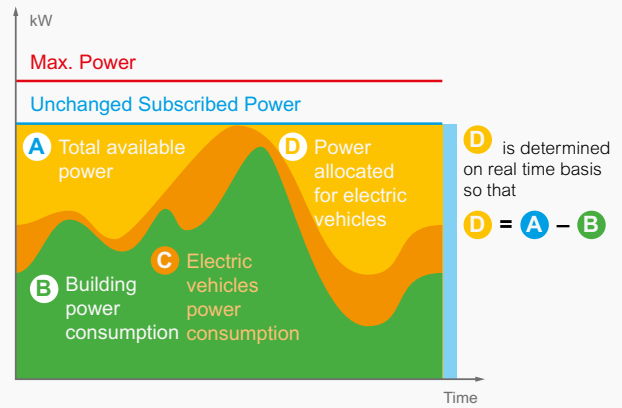 kW
Max. Power
Unchanged Subscribed Power
A Total available
power
D Power
allocated
for electric
vehicles
C Electric
vehicles
power
consumption
B Building
power
consumption
Time
D is determined
on real time basis
so that
D = A – B